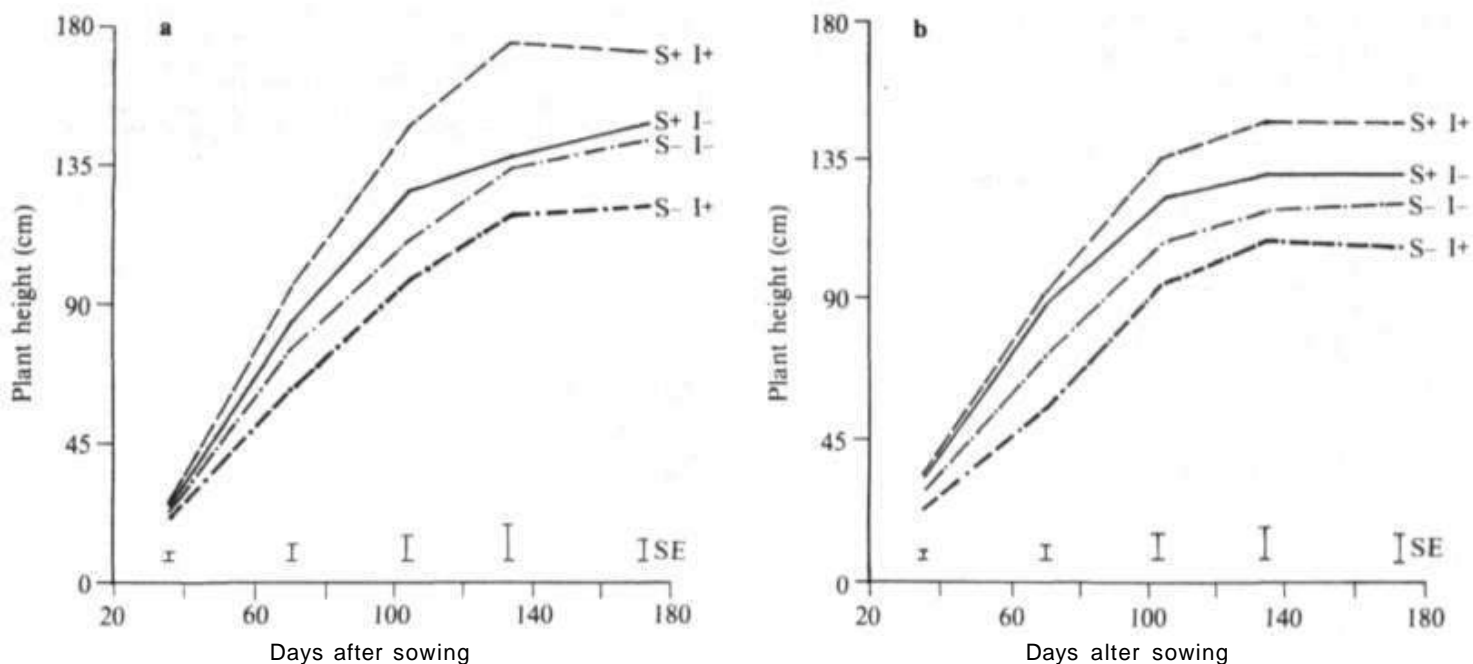 a
180
135
90
45
0
Plant height (cm)
S+ I+
S+ I–
S– I–
S– I+
SE
20
60
100
140
180
Days after sowing
b
180
135
90
45
0
Plant height (cm)
S+ I+
S+ I–
S– I–
S– I+
SE
20
60
100
140
180
Days alter sowing